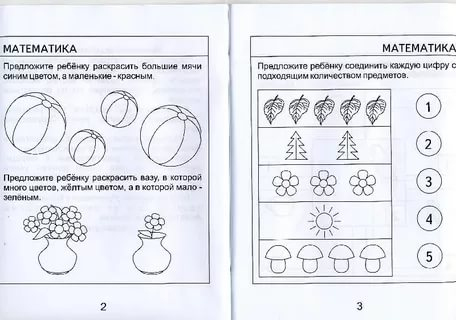 МАТЕМАТИКА
Предложите ребёнку раскрасить большие мячи
синим цветом, а маленькие - красным.
Предложите ребёнку раскрасить вазу, в которой
много цветов, жёлтым цветом, а в которой мало -
зелёным.
2
МАТЕМАТИКА
Предложите ребёнку соединить каждую цифру с
подходящим количеством предметов.
1
2
3
4
5
3